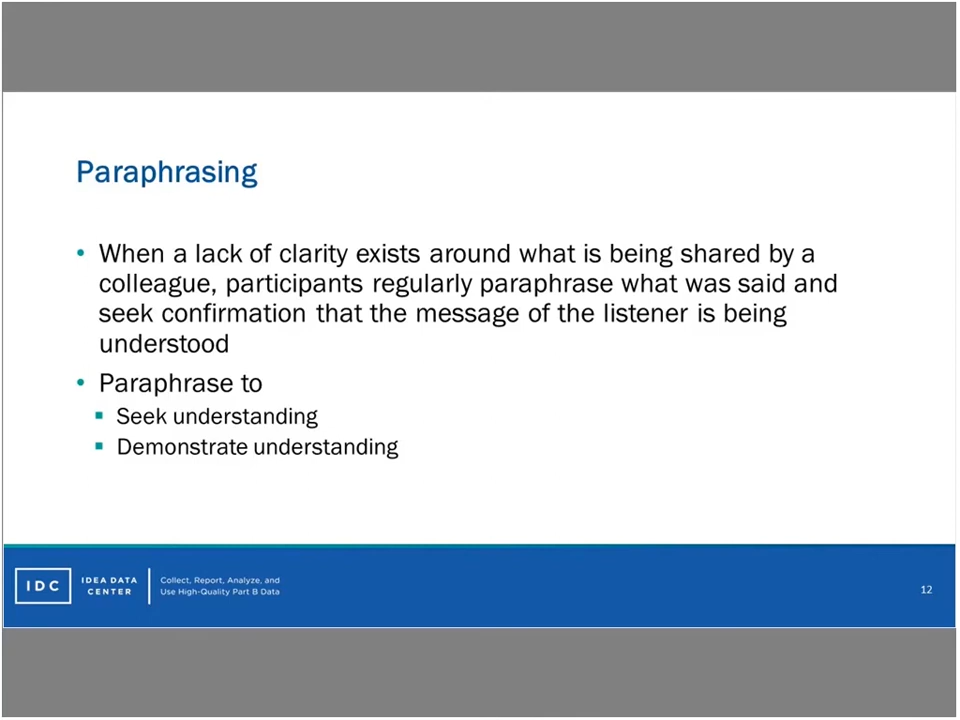 Paraphrasing
• When a lack of clarity exists around what is being shared by a
colleague, participants regularly paraphrase what was said and
seek confirmation that the message of the listener is being
understood
• Paraphrase to
▪ Seek understanding
▪ Demonstrate understanding
IDC
IDEA DATA
CENTER
Collect, Report, Analyze, and
Use High-Quality Part B Data
12